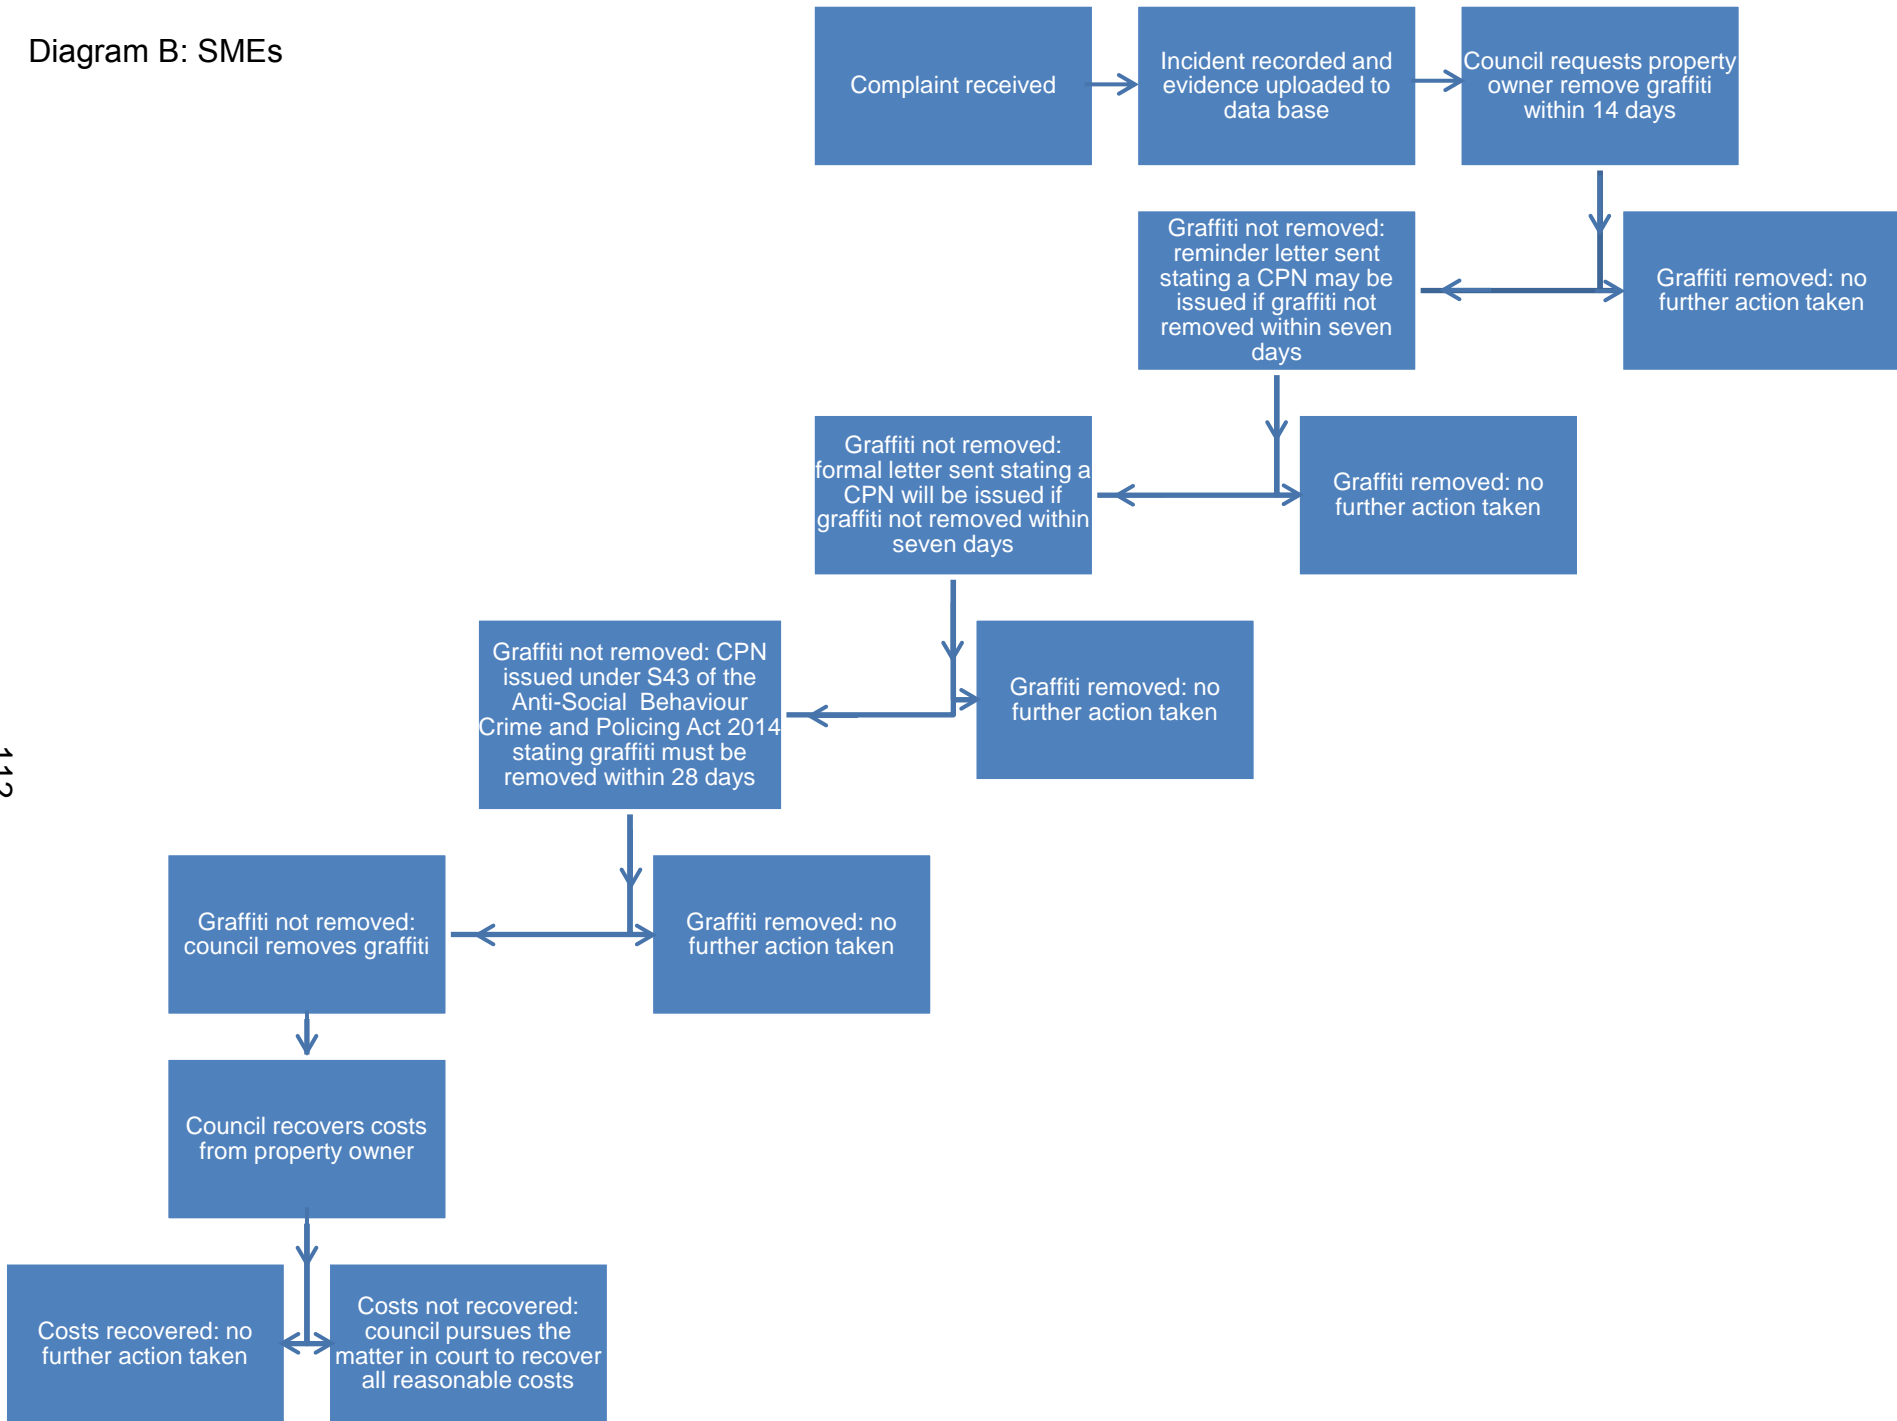 Diagram B: SMEs
Complaint received
Incident recorded and
evidence uploaded to
data base
Council requests property
owner remove graffiti
within 14 days
Graffiti not removed:
reminder letter sent
stating a CPN may be
issued if graffiti not
removed within seven
days
Graffiti removed: no
further action taken
Graffiti not removed:
formal letter sent stating a
CPN will be issued if
graffiti not removed within
seven days
Graffiti removed: no
further action taken
Graffiti not removed: CPN
issued under S43 of the
Anti-Social  Behaviour
Crime and Policing Act 2014
stating graffiti must be
removed within 28 days
Graffiti removed: no
further action taken
112
Graffiti not removed:
council removes graffiti
Graffiti removed: no
further action taken
Council recovers costs
from property owner
Costs recovered: no
further action taken
Costs not recovered:
council pursues the
matter in court to recover
all reasonable costs